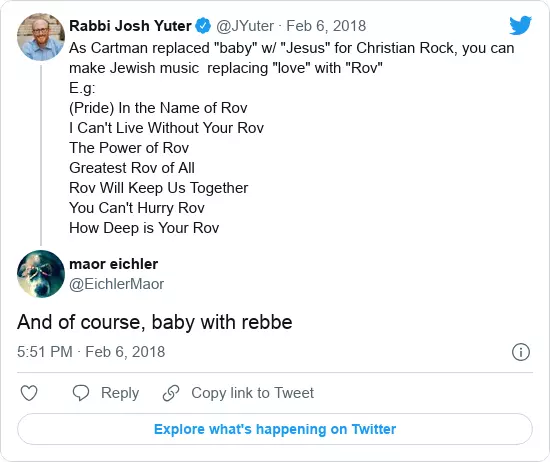 Rabbi Josh Yuter @JYuter · Feb 6, 2018
As Cartman replaced "baby" w/ "Jesus" for Christian Rock, you can
make Jewish music  replacing "love" with "Rov"
E.g:
(Pride) In the Name of Rov
I Can't Live Without Your Rov
The Power of Rov
Greatest Rov of All
Rov Will Keep Us Together
You Can't Hurry Rov
How Deep is Your Rov
maor eichler
@EichlerMaor
And of course, baby with rebbe
5:51 PM · Feb 6, 2018
Reply Copy link to Tweet
Explore what's happening on Twitter